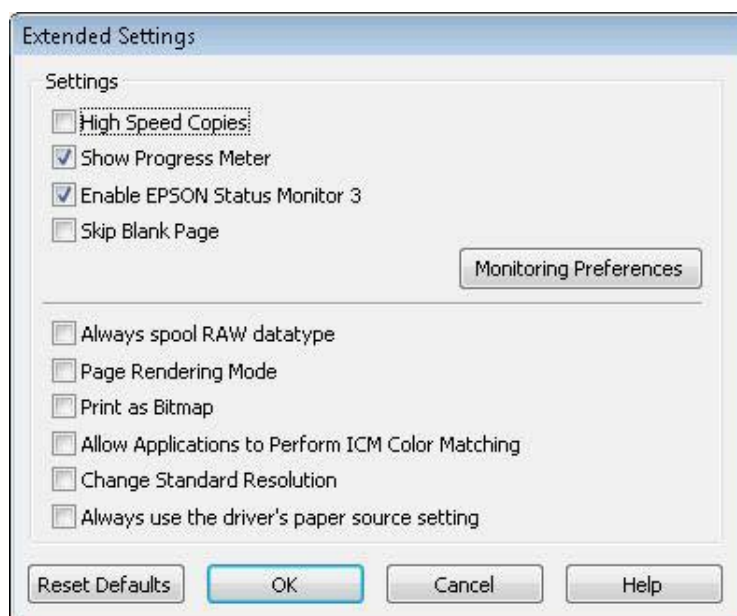 Extended Settings
Settings
High Speed Copies
Show Progress Meter
Enable EPSON Status Monitor 3
Skip Blank Page
Monitoring Preferences
Always spool RAW datatype
Page Rendering Mode
Print as Bitmap
Allow Applications to Perform ICM Color Matching
Change Standard Resolution
Always use the driver's paper source setting
Reset Defaults OK Cancel Help